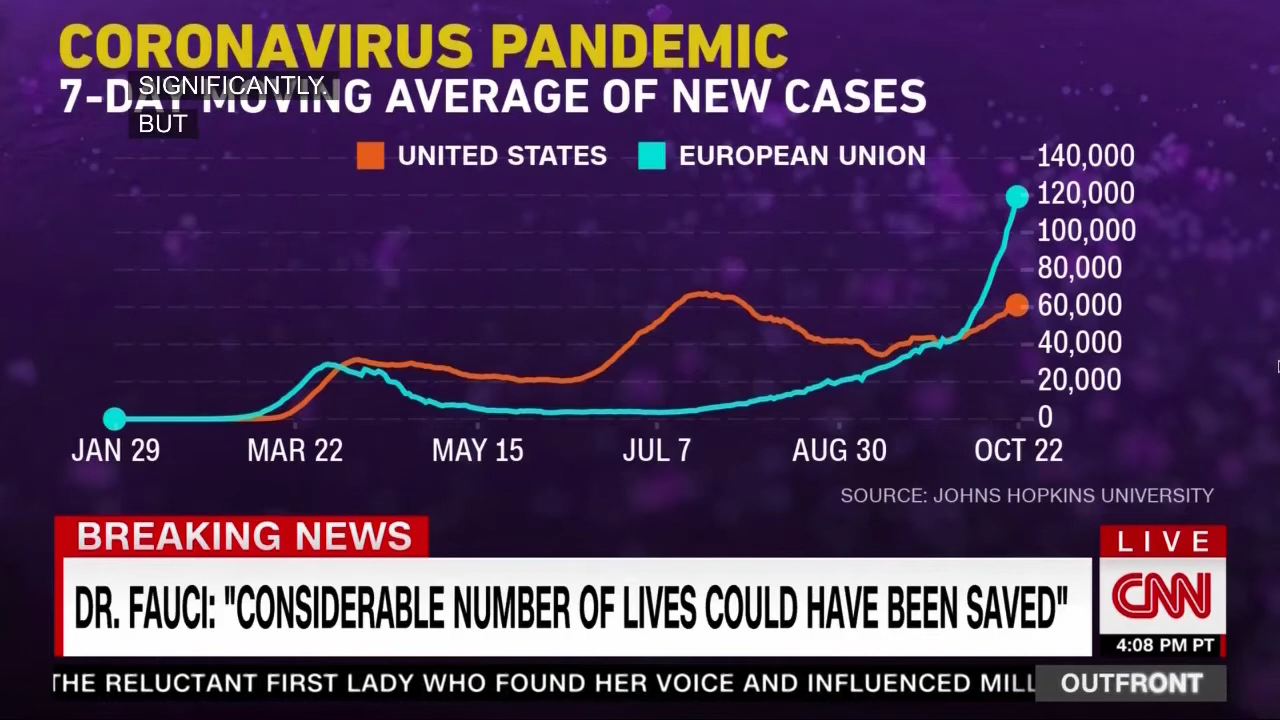 CORONAVIRUS PANDEMIC
SIGNIFICANTLY.
7-DAY MOVING AVERAGE OF NEW CASES
BUT
UNITED STATES EUROPEAN UNION
140,000
120,000
100,000
80,000
60,000
40,000
20,000
0
JAN 29 MAR 22 MAY 15 JUL 7 AUG 30 OCT 22
SOURCE: JOHNS HOPKINS UNIVERSITY
BREAKING NEWS
LIVE
DR. FAUCI: "CONSIDERABLE NUMBER OF LIVES COULD HAVE BEEN SAVED"
CNN
4:08 PM PT
THE RELUCTANT FIRST LADY WHO FOUND HER VOICE AND INFLUENCED MILL
OUTFRONT